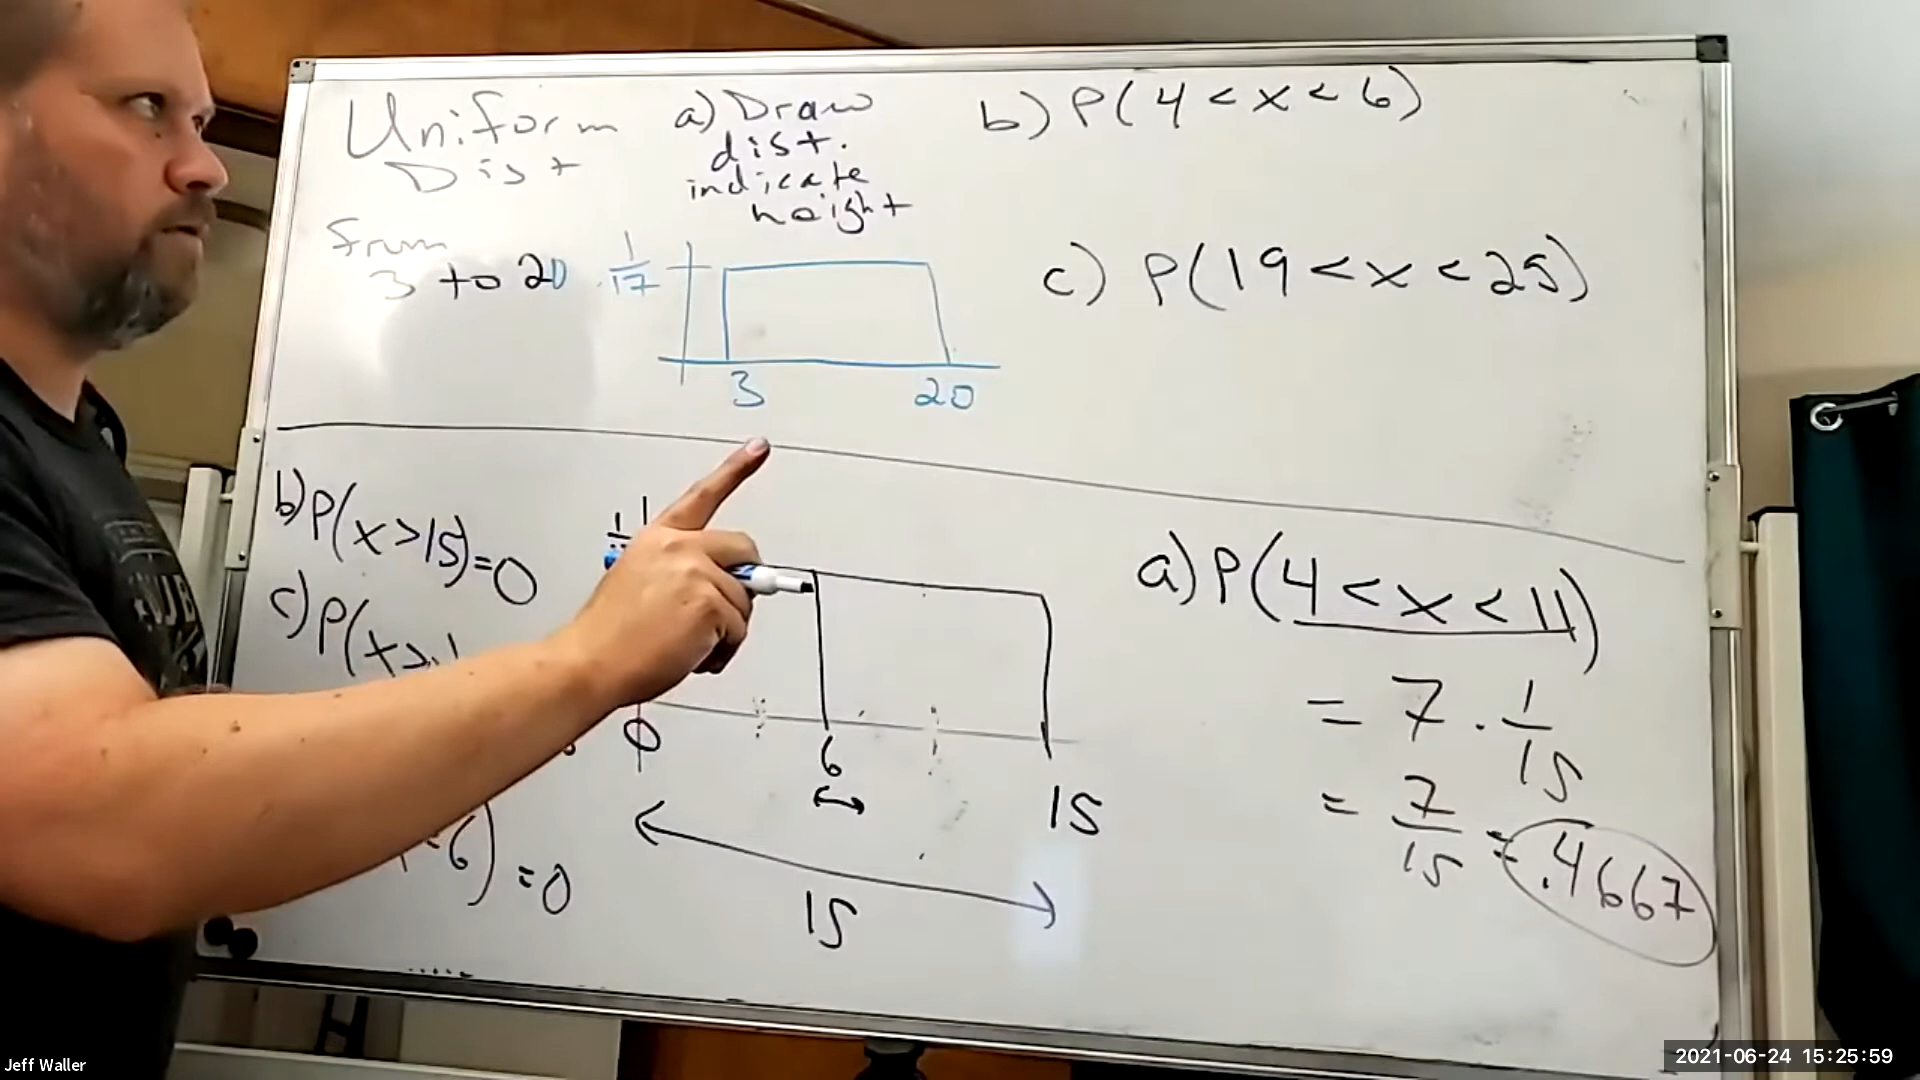 Uniform
Dist
From
3 to 20
a) Draw
dist.
indicate
height
1/17
3
20
b) P(4 < x < 6)
c) P(19 < x < 25)
b) P(x > 15) = 0
c) P(x >
6) = 0
0
6
15
15
a) P(4 < x < 11)
= 7 · 1/15
= 7/15 = .4667
Jeff Waller
2021-06-24 15:25:59